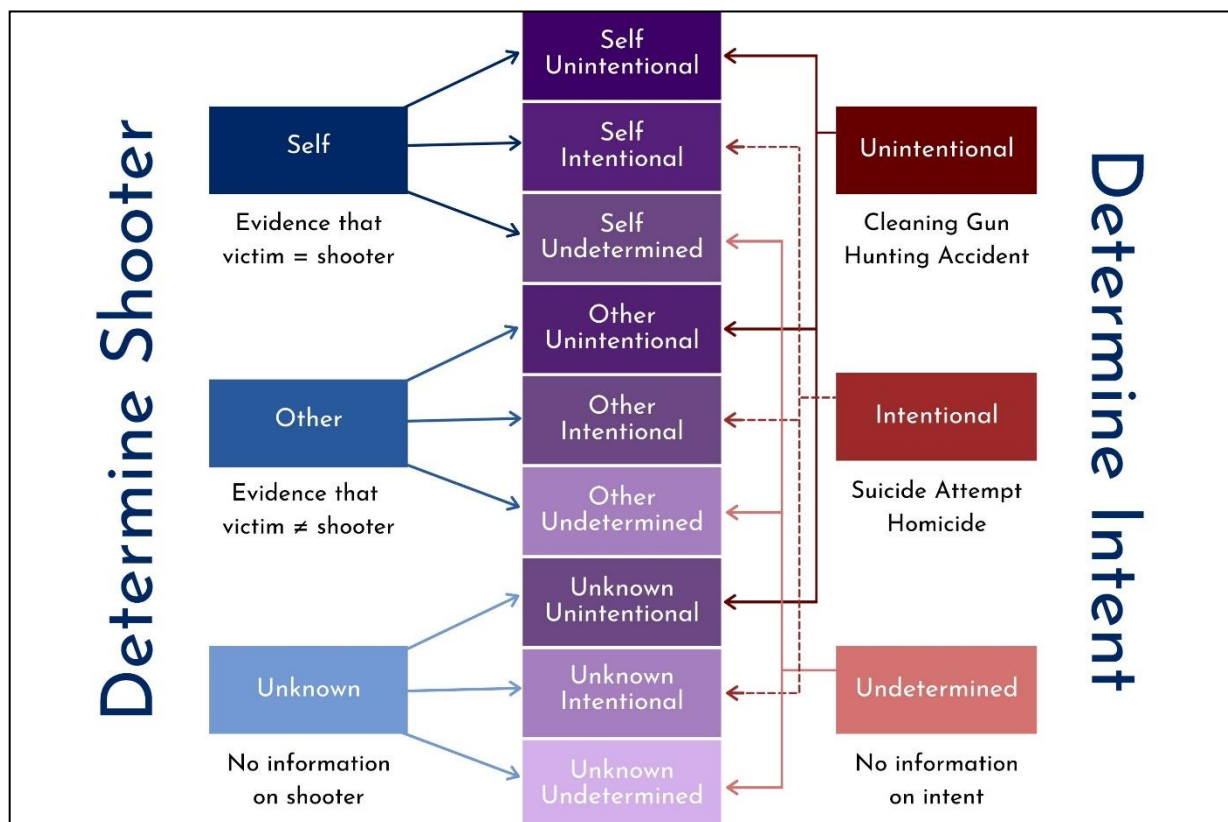 Determine Shooter
Self
Evidence that
victim = shooter
Other
Evidence that
victim ≠ shooter
Unknown
No information
on shooter
Self
Unintentional
Self
Intentional
Self
Undetermined
Other
Unintentional
Other
Intentional
Other
Undetermined
Unknown
Unintentional
Unknown
Intentional
Unknown
Undetermined
Unintentional
Cleaning Gun
Hunting Accident
Intentional
Suicide Attempt
Homicide
Undetermined
No information
on intent
Determine Intent